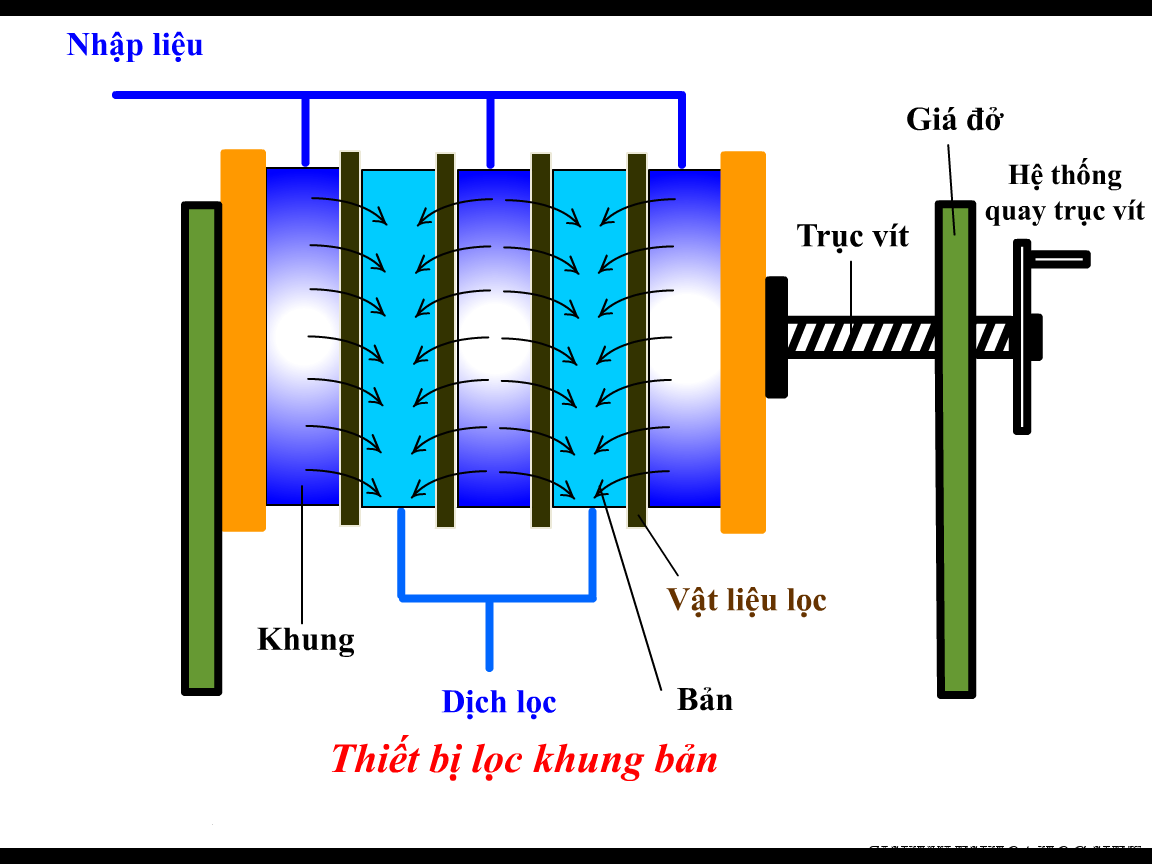 Nhập liệu
Giá đở
Hệ thống
quay trục vít
Trục vít
Vật liệu lọc
Khung
Dịch lọc
Bản
Thiết bị lọc khung bản